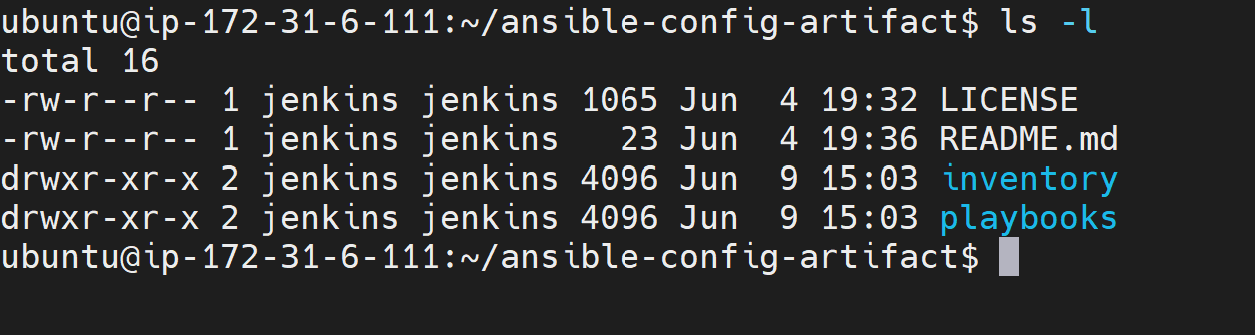 ubuntu@ip-172-31-6-111:~/ansible-config-artifact$ ls -l
total 16
-rw-r--r-- 1 jenkins jenkins 1065 Jun  4 19:32 LICENSE
-rw-r--r-- 1 jenkins jenkins   23 Jun  4 19:36 README.md
drwxr-xr-x 2 jenkins jenkins 4096 Jun  9 15:03 inventory
drwxr-xr-x 2 jenkins jenkins 4096 Jun  9 15:03 playbooks
ubuntu@ip-172-31-6-111:~/ansible-config-artifact$